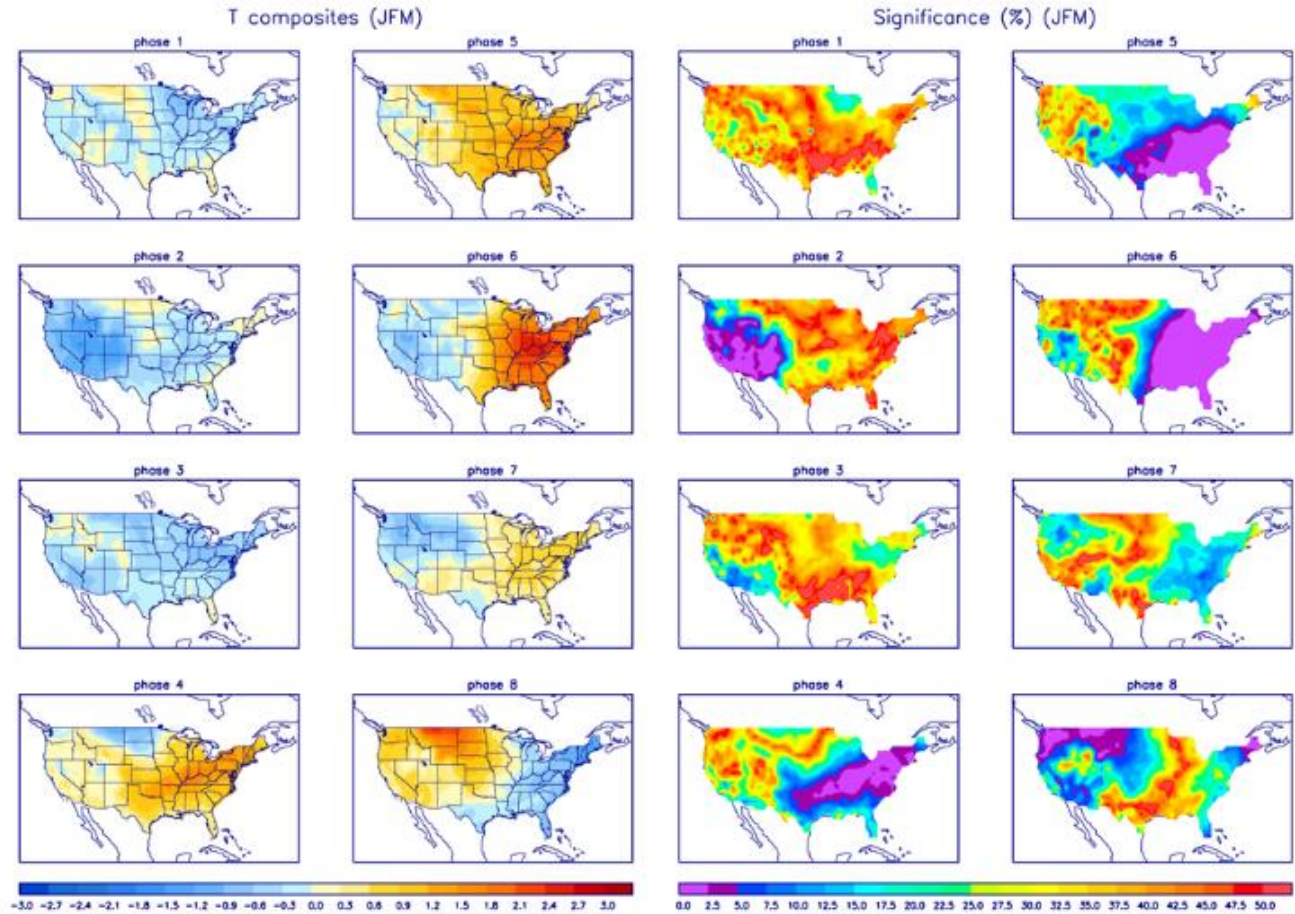 T composites (JFM)
Significance (%) (JFM)
phase 1
phase 5
phase 1
phase 5
phase 2
phase 6
phase 2
phase 6
phase 3
phase 7
phase 3
phase 7
phase 4
phase 8
phase 4
phase 8
-3.0 -2.7 -2.4 -2.1 -1.8 -1.5 -1.2 -0.9 -0.6 -0.3 0.0 0.3 0.6 0.9 1.2 1.5 1.8 2.1 2.4 2.7 3.0
0.0 2.5 5.0 7.5 10.0 12.5 15.0 17.5 20.0 22.5 25.0 27.5 30.0 32.5 35.0 37.5 40.0 42.5 45.0 47.5 50.0